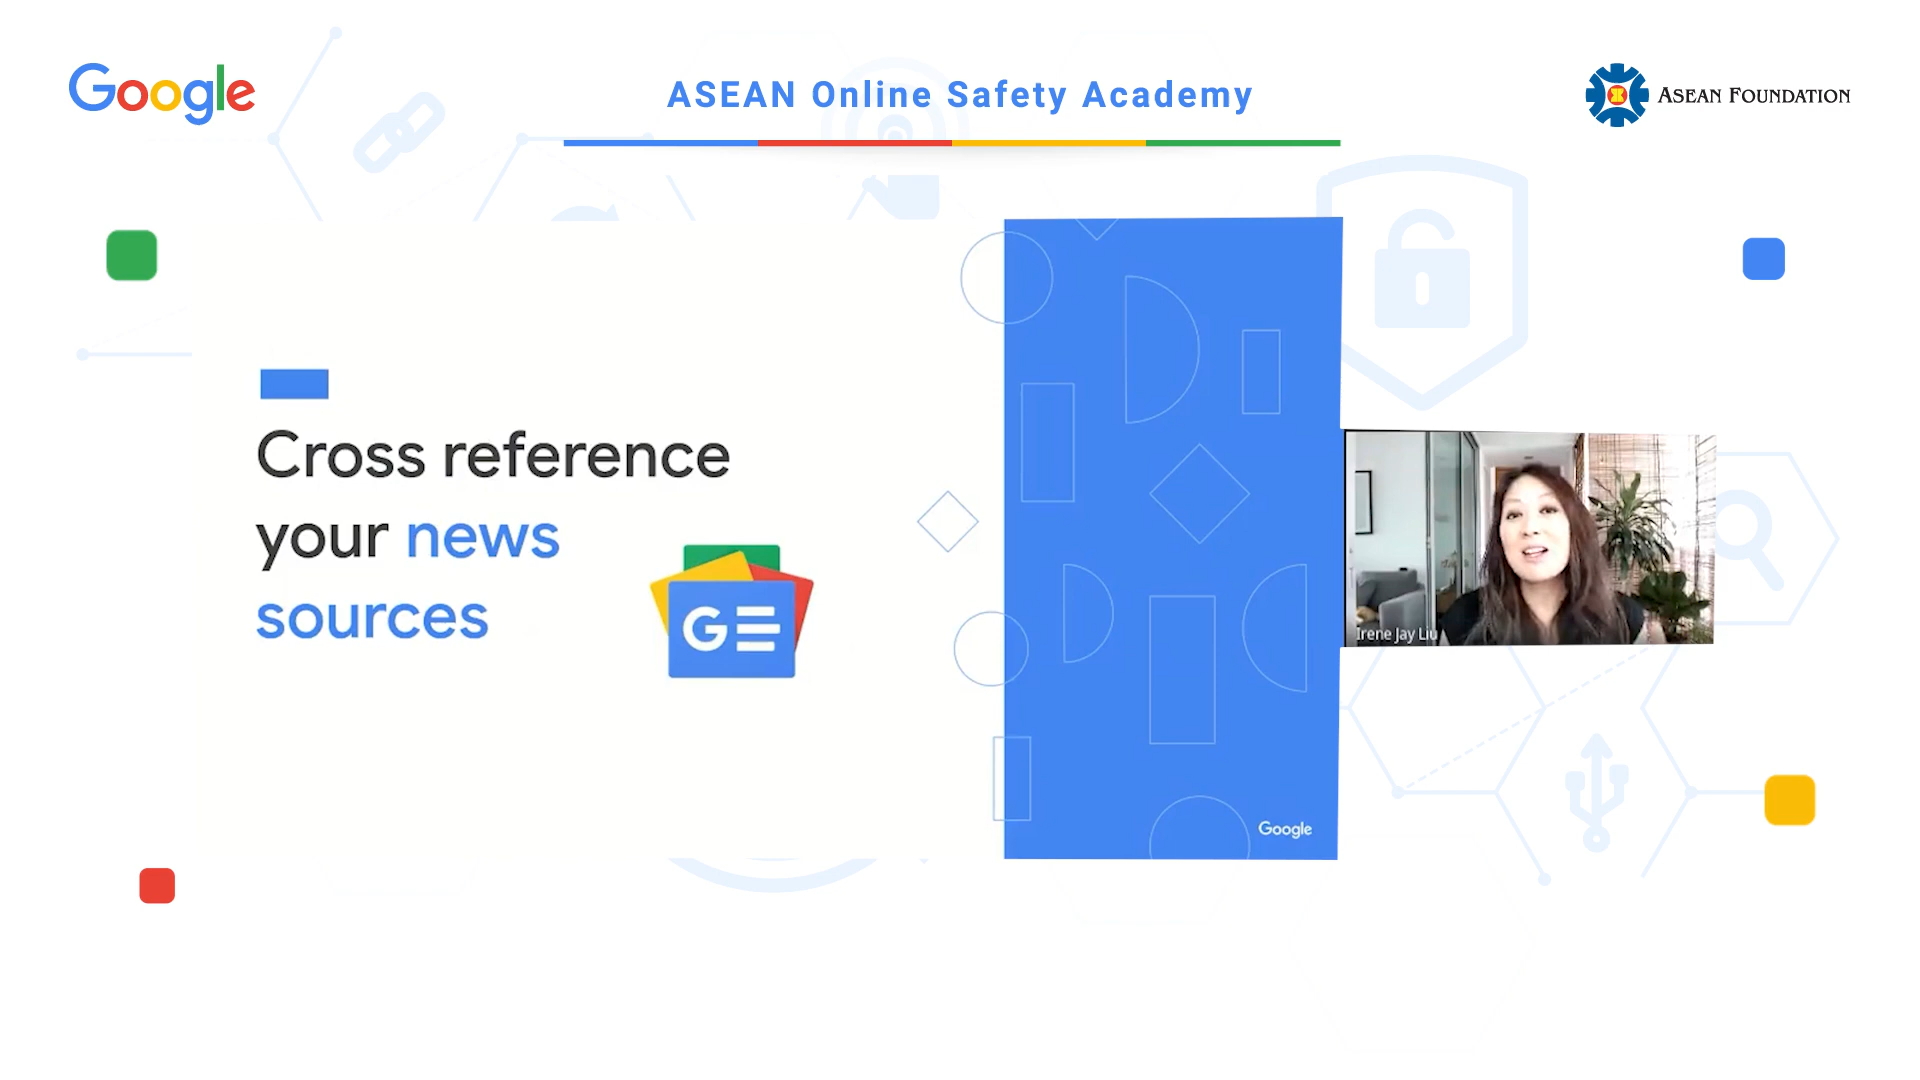 Google
ASEAN Online Safety Academy
ASEAN FOUNDATION
Cross reference
your news
sources
G
Irene Jay Liu
Google